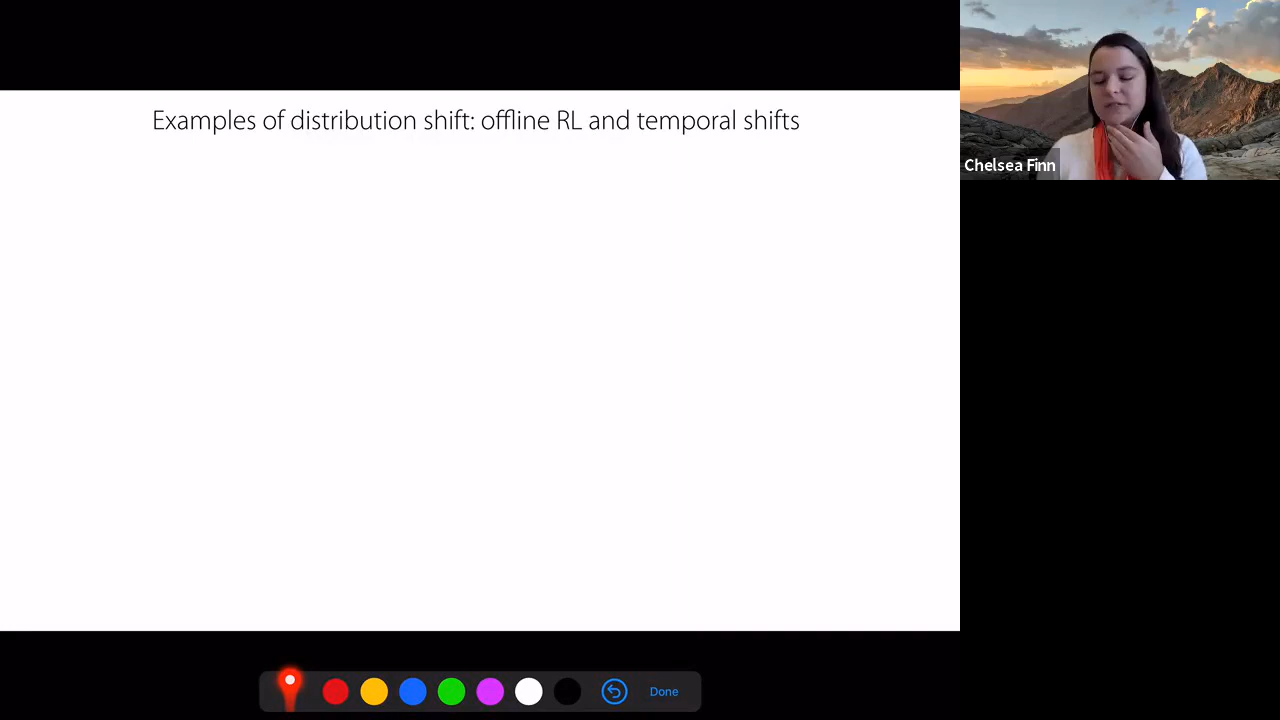 Examples of distribution shift: offline RL and temporal shifts
Chelsea Finn
Done